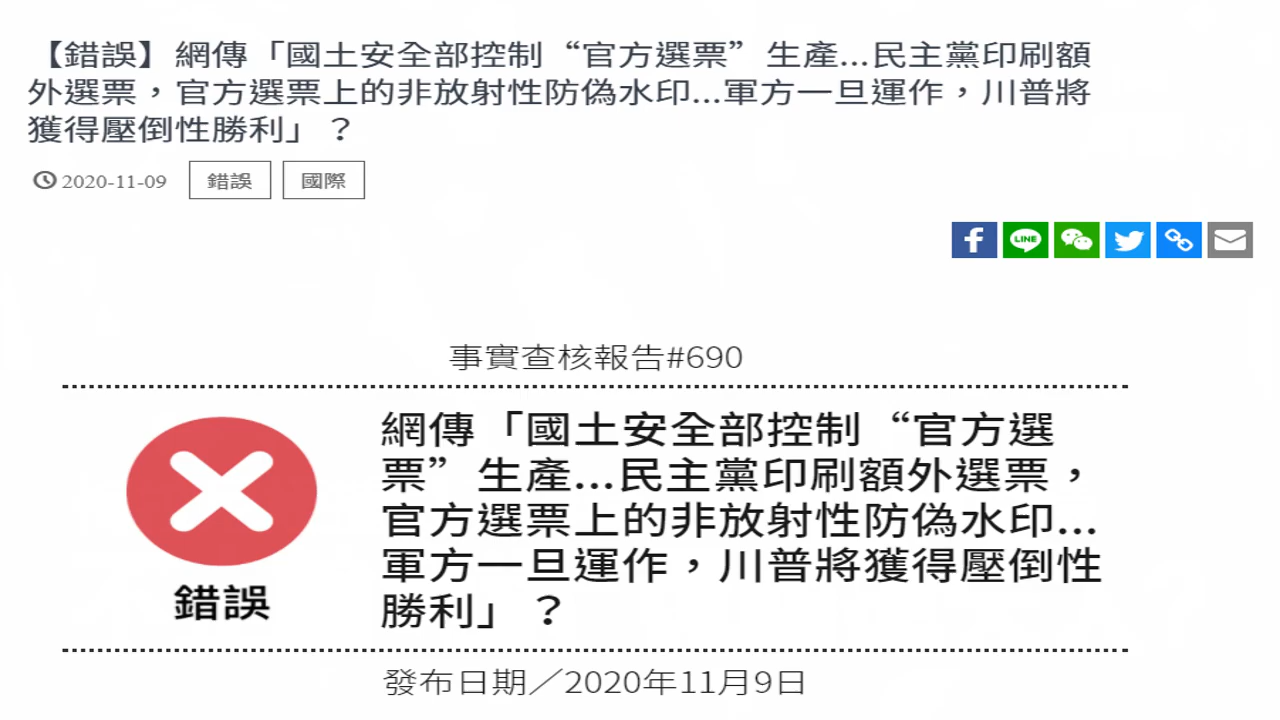 【錯誤】網傳「國土安全部控制“官方選票”生產...民主黨印刷額
外選票，官方選票上的非放射性防偽水印...軍方一旦運作，川普將
獲得壓倒性勝利」？
2020-11-09 錯誤 國際
f LINE
事實查核報告#690
網傳「國土安全部控制“官方選
票”生產...民主黨印刷額外選票，
官方選票上的非放射性防偽水印...
軍方一旦運作，川普將獲得壓倒性
勝利」？
錯誤
發布日期／2020年11月9日